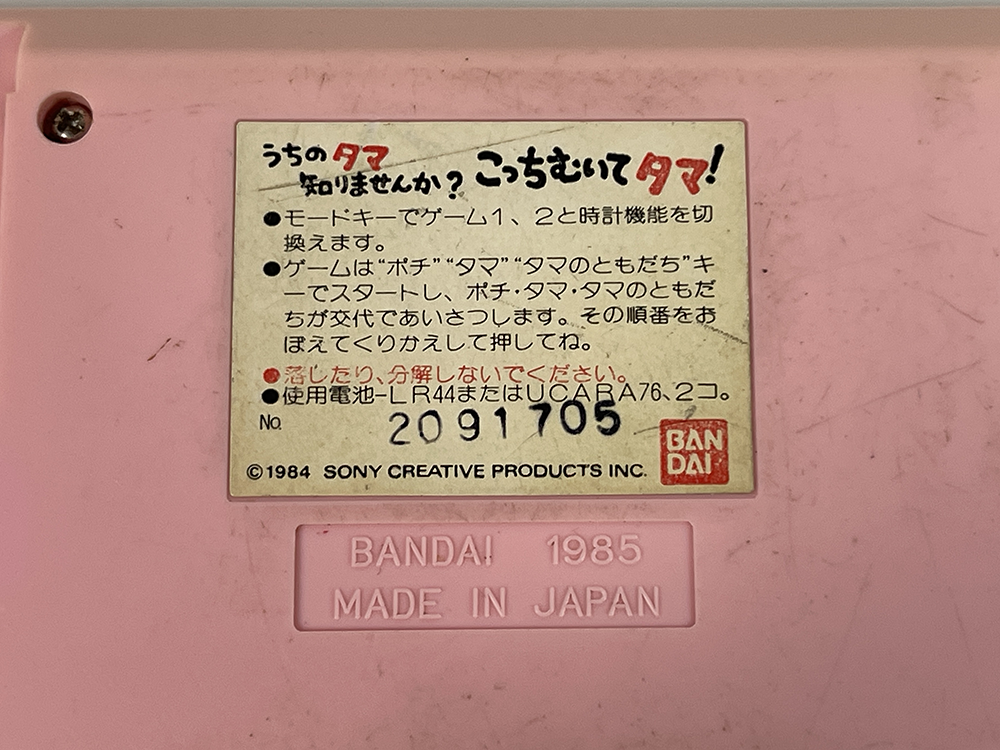 うちのタマ
知りませんか? こっちむいてタマ!
●モードキーでゲーム1、2と時計機能を切
換えます。
●ゲームは“ポチ”“タマ”“タマのともだち”キ
ーでスタートし、ポチ・タマ・タマのともだ
ちが交代であいさつします。その順番をお
ぼえてくりかえして押してね。
●落したり、分解しないでください。
●使用電池-LR44またはUCARA76、2コ。
No. 2091705
©1984 SONY CREATIVE PRODUCTS INC.
BAN
DAI
BANDAI 1985
MADE IN JAPAN